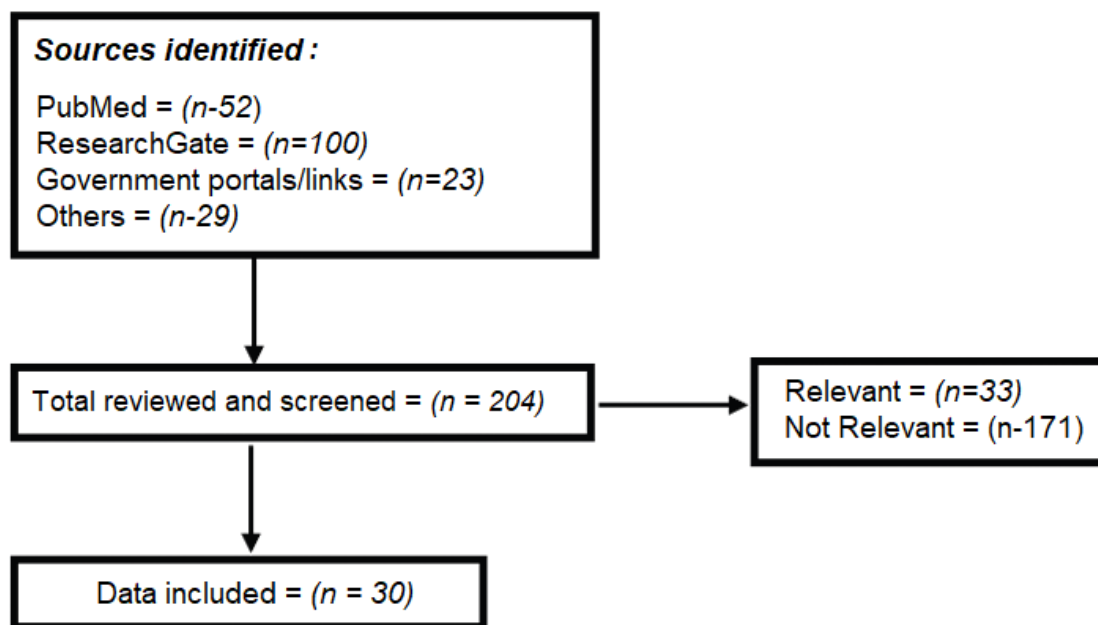 Sources identified :
PubMed = (n-52)
ResearchGate = (n=100)
Government portals/links = (n=23)
Others = (n-29)
Total reviewed and screened = (n = 204)
Relevant = (n=33)
Not Relevant = (n-171)
Data included = (n = 30)